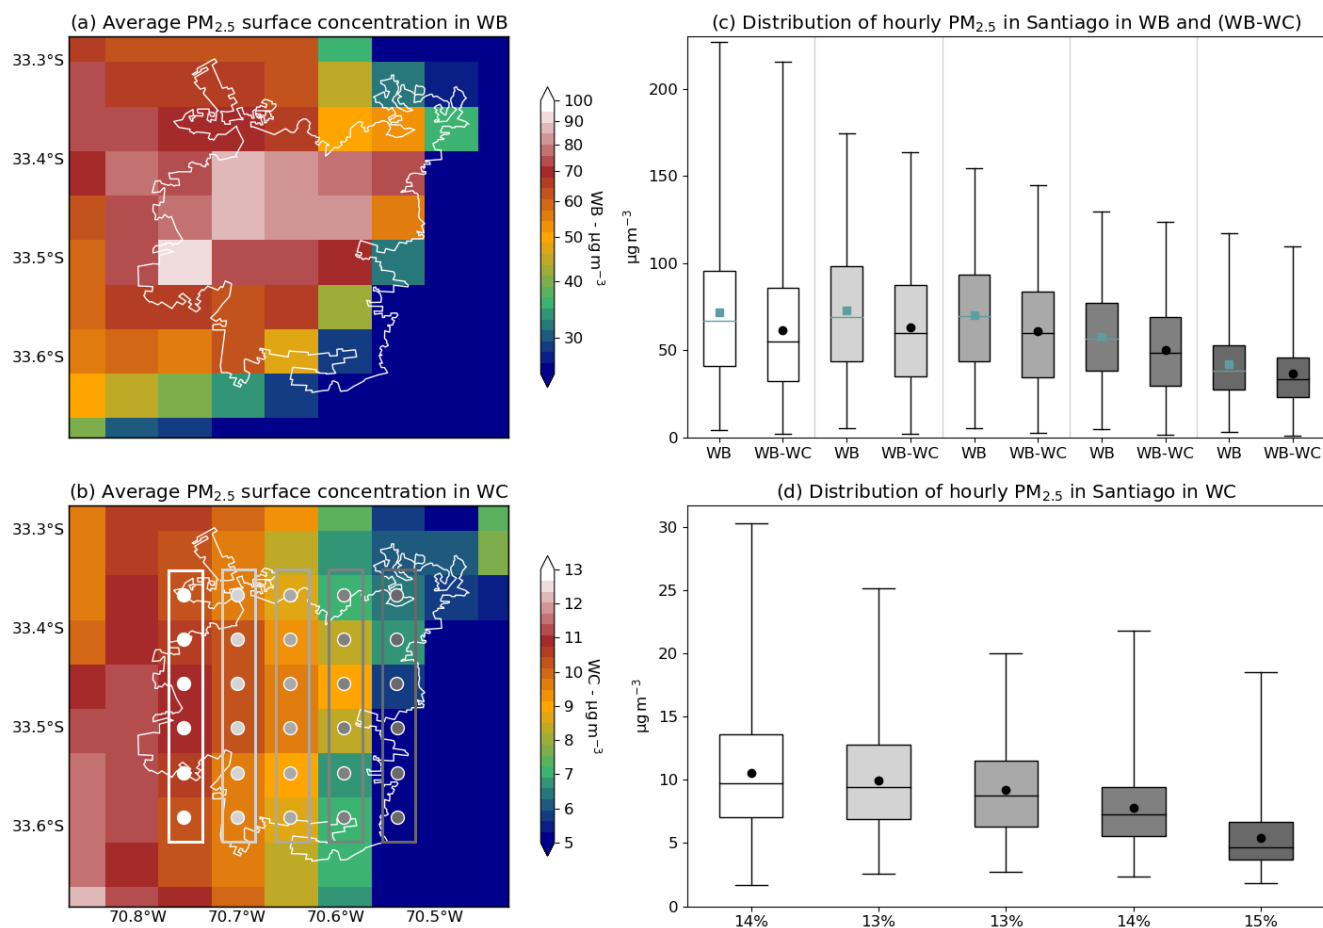 (a) Average PM2.5 surface concentration in WB
33.3°S
33.4°S
33.5°S
33.6°S
100
90
80
70
60
50
40
30
WB - µg m−3
(c) Distribution of hourly PM2.5 in Santiago in WB and (WB-WC)
200
150
100
50
0
µg m−3
WB WB-WC WB WB-WC WB WB-WC WB WB-WC WB WB-WC
(b) Average PM2.5 surface concentration in WC
33.3°S
33.4°S
33.5°S
33.6°S
70.8°W 70.7°W 70.6°W 70.5°W
13
12
11
10
9
8
7
6
5
WC - µg m−3
(d) Distribution of hourly PM2.5 in Santiago in WC
30
25
20
15
10
5
0
µg m−3
14% 13% 13% 14% 15%